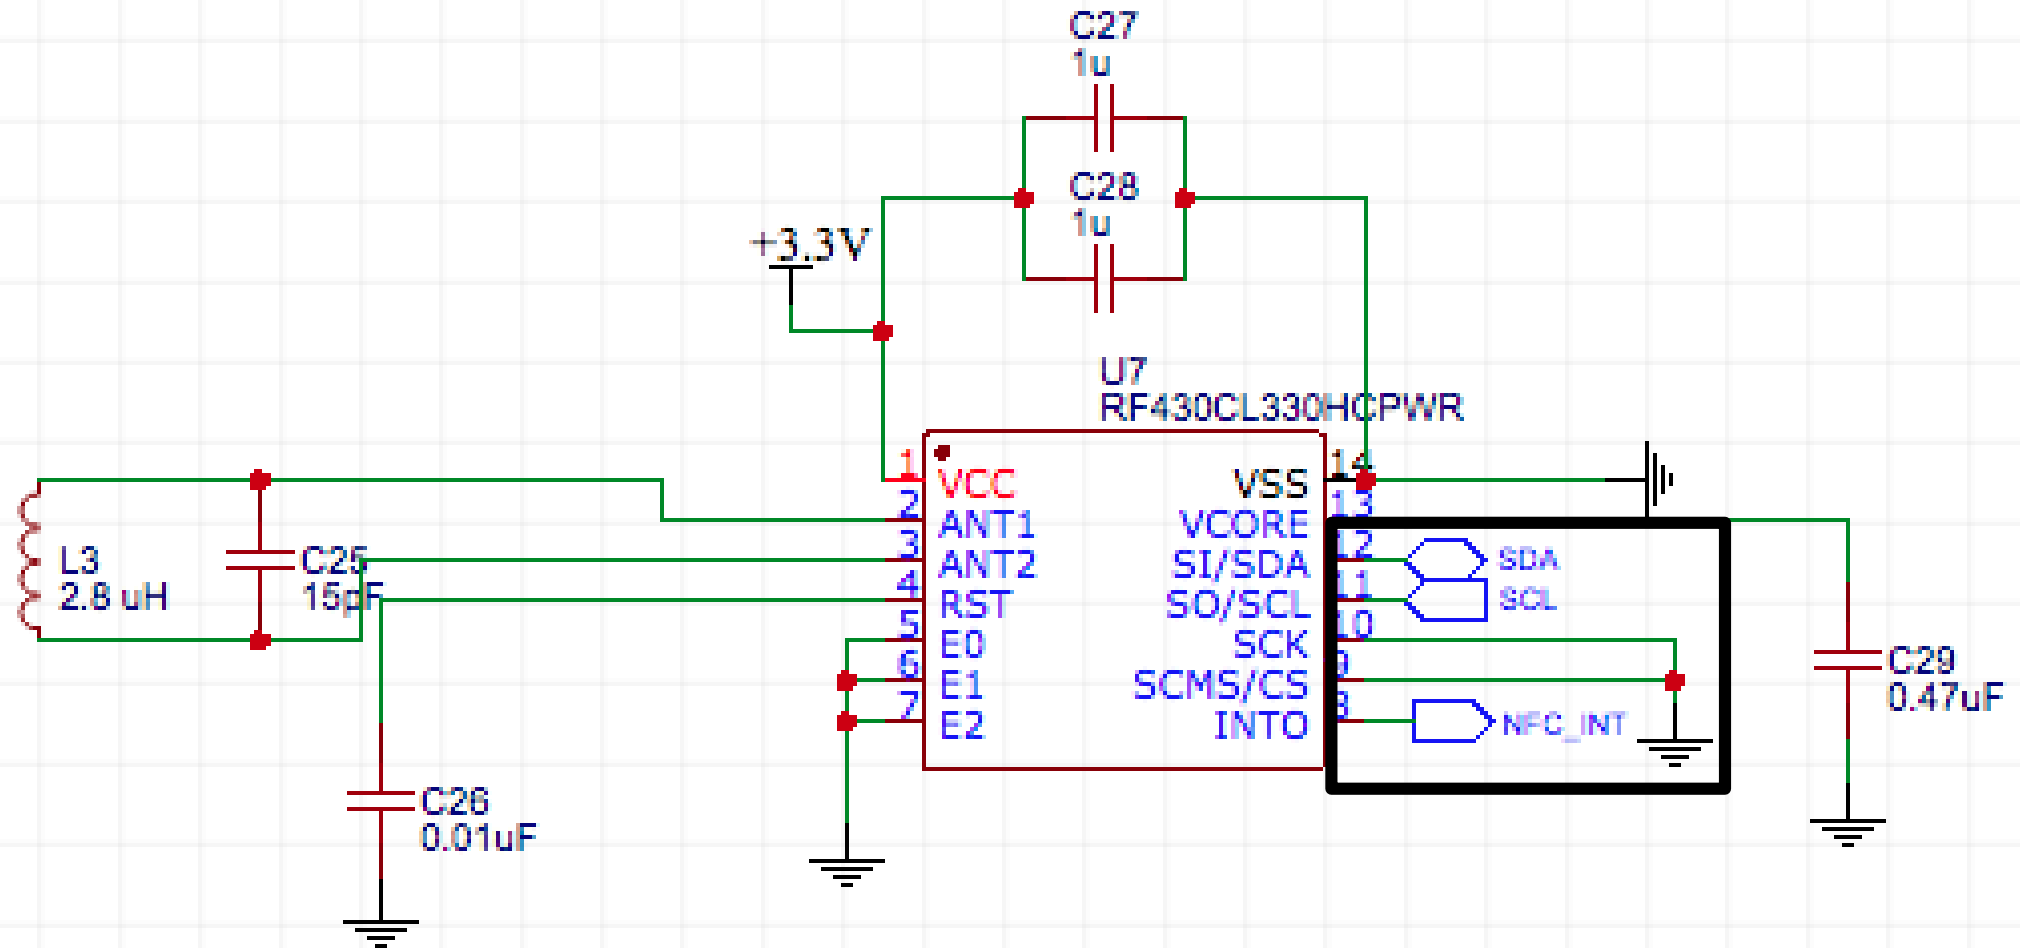 C27
1u
C28
1u
+3.3V
U7
RF430CL330HCPWR
1
VCC
VSS
14
2
ANT1
VCORE
13
3
ANT2
SI/SDA
12
SDA
L3
2.8 uH
C25
15pF
4
RST
SO/SCL
11
SCL
5
E0
SCK
10
6
E1
SCMS/CS
9
7
E2
INTO
8
NFC_INT
C29
0.47uF
C26
0.01uF